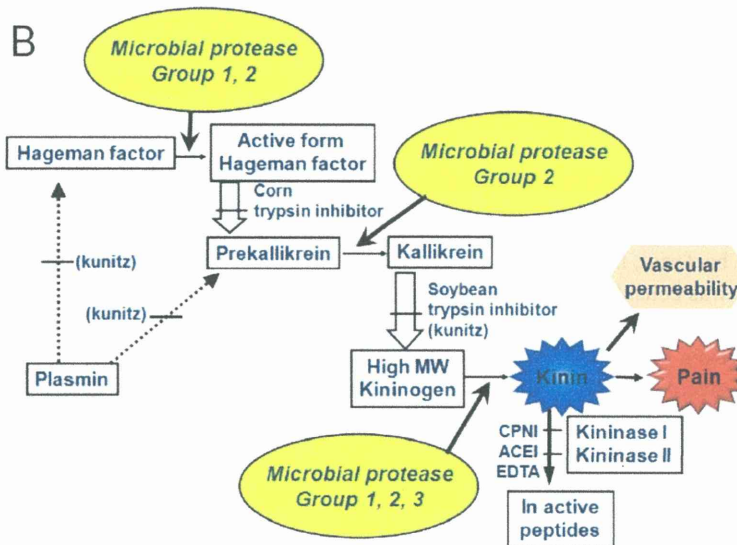 B
Microbial protease
Group 1, 2
Hageman factor
Active form
Hageman factor
Microbial protease
Group 2
Corn
trypsin inhibitor
Prekallikrein
Kallikrein
Vascular
permeability
(kunitz)
(kunitz)
Soybean
trypsin inhibitor
(kunitz)
Plasmin
High MW
Kininogen
Kinin
Pain
CPNI
ACEI
EDTA
Kininase I
Kininase II
Microbial protease
Group 1, 2, 3
In active
peptides